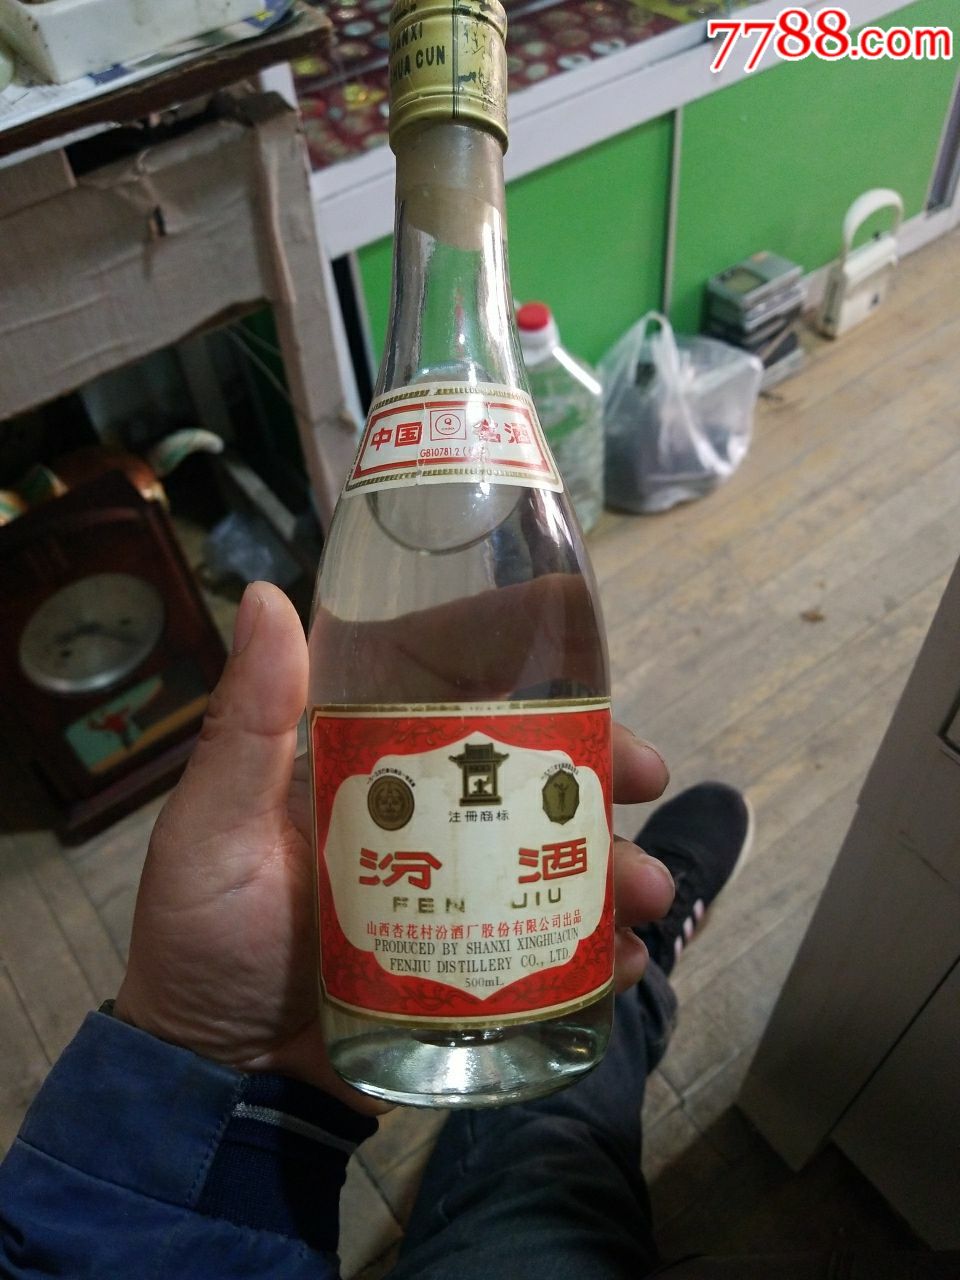 7788.com
SHANXI
HUA CUN
中国
名酒
GB10781.2
注册商标
汾酒
FEN JIU
山西杏花村汾酒厂股份有限公司出品
PRODUCED BY SHANXI XINGHUACUN
FENJIU DISTILLERY CO., LTD.
500mL